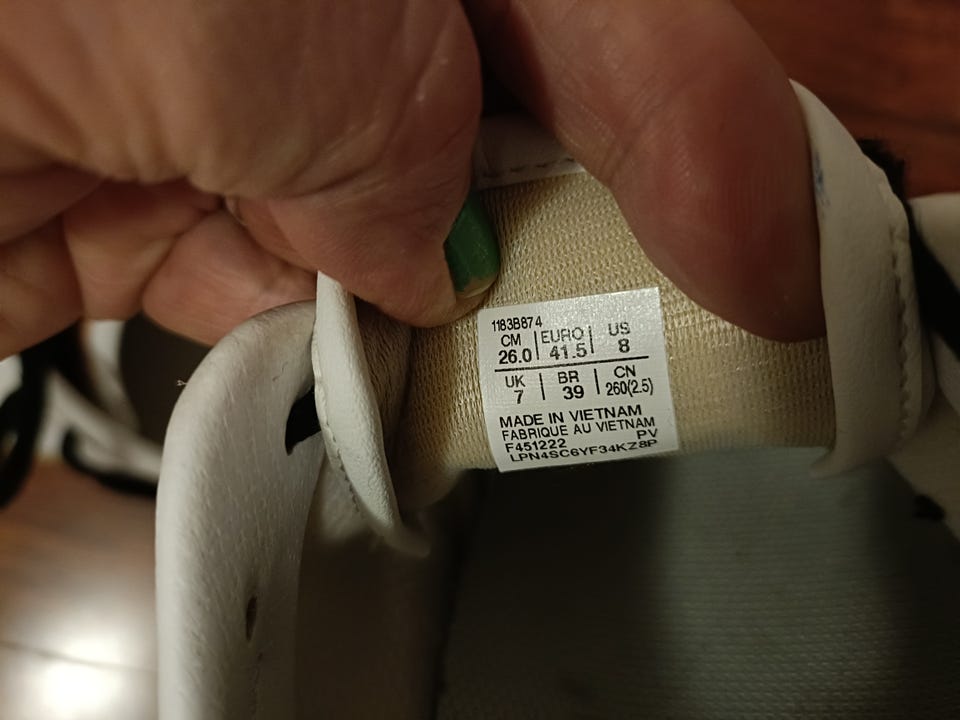 1183B874
CM EURO US
26.0 41.5 8
UK BR CN
7 39 260(2.5)
MADE IN VIETNAM
FABRIQUE AU VIETNAM
F451222 PV
LPN4SC6YF34KZ8P